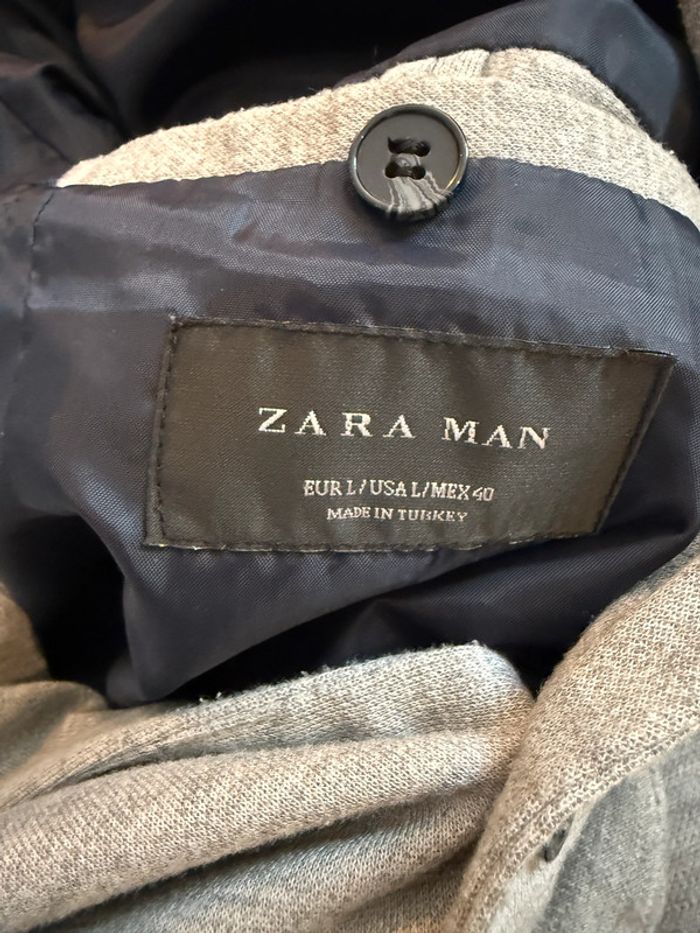 ZARA MAN
EUR L/USA L/MEX 40
MADE IN TURKEY